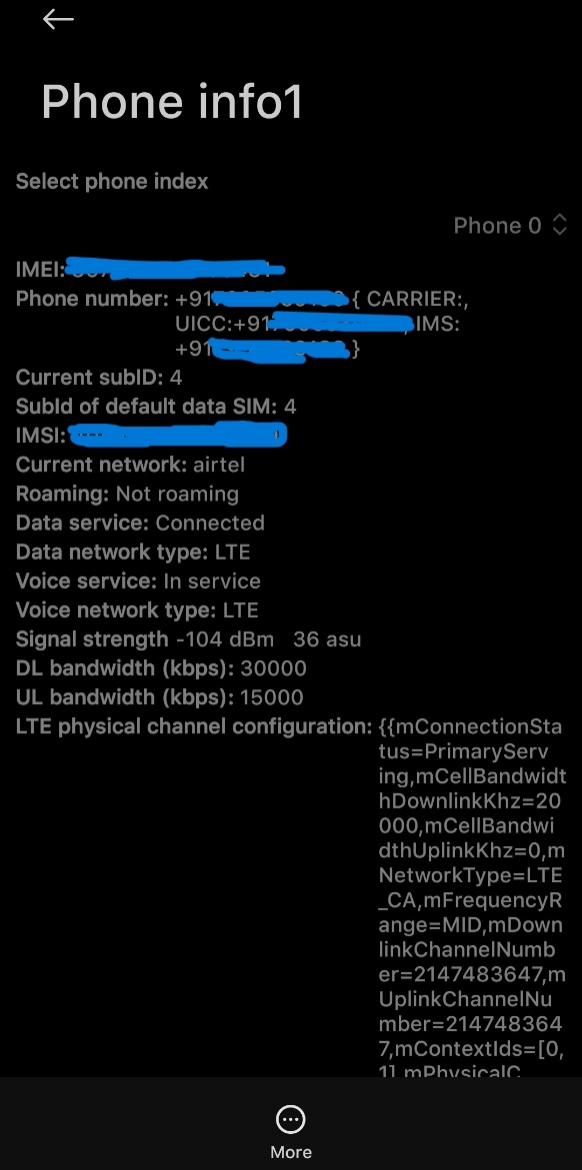 Phone info1
Select phone index
Phone 0
IMEI:
Phone number: +91 { CARRIER:,
UICC:+91 , IMS:
+91 }
Current subID: 4
SubId of default data SIM: 4
IMSI:
Current network: airtel
Roaming: Not roaming
Data service: Connected
Data network type: LTE
Voice service: In service
Voice network type: LTE
Signal strength -104 dBm 36 asu
DL bandwidth (kbps): 30000
UL bandwidth (kbps): 15000
LTE physical channel configuration: {{mConnectionSta
tus=PrimaryServ
ing,mCellBandwidt
hDownlinkKhz=20
000,mCellBandwi
dthUplinkKhz=0,m
NetworkType=LTE
_CA,mFrequencyR
ange=MID,mDown
linkChannelNumb
er=2147483647,m
UplinkChannelNu
mber=214748364
7,mContextIds=[0,
1],mPhysicalC
More